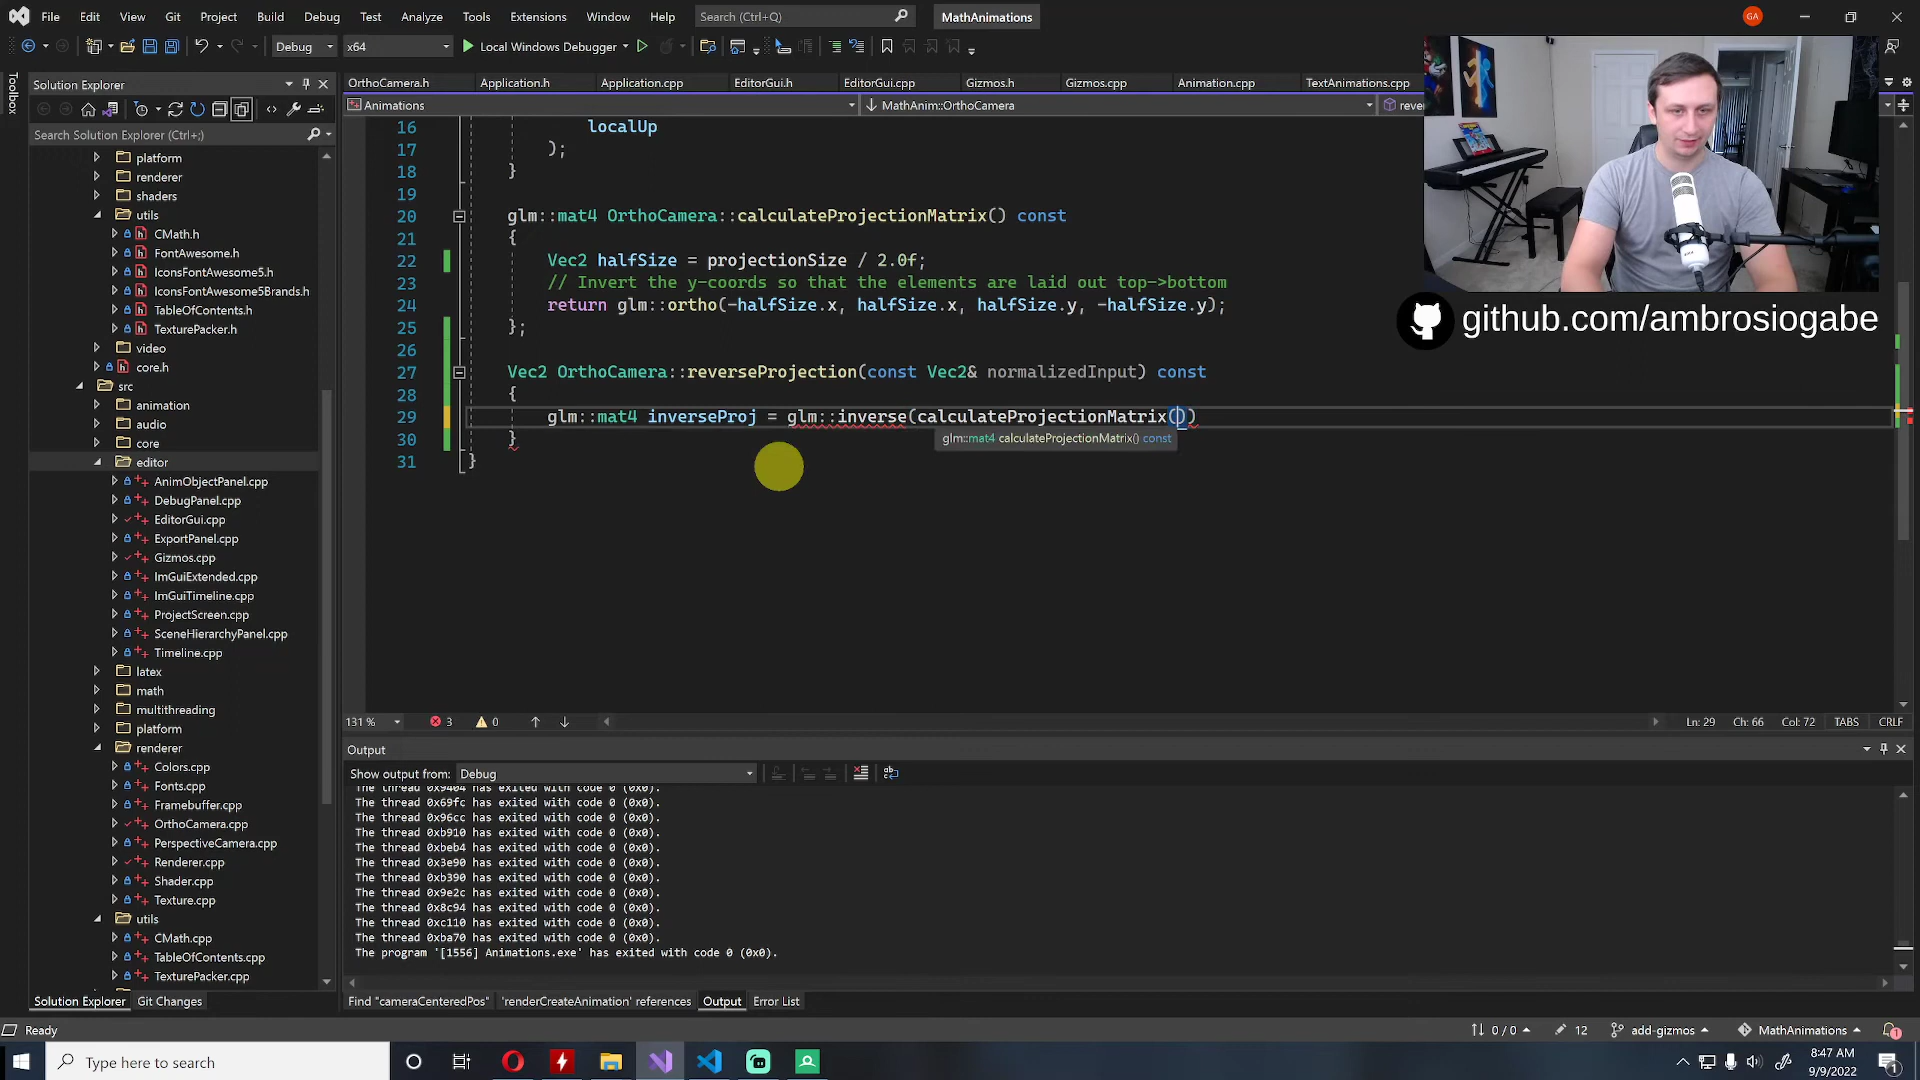 File Edit View Git Project Build Debug Test Analyze Tools Extensions Window Help Search (Ctrl+Q) MathAnimations GA
Debug x64 Local Windows Debugger
Toolbox
Solution Explorer
Search Solution Explorer (Ctrl+;)
platform
renderer
shaders
utils
CMath.h
FontAwesome.h
IconsFontAwesome5.h
IconsFontAwesome5Brands.h
TableOfContents.h
TexturePacker.h
video
core.h
src
animation
audio
core
editor
AnimObjectPanel.cpp
DebugPanel.cpp
EditorGui.cpp
ExportPanel.cpp
Gizmos.cpp
ImGuiExtended.cpp
ImGuiTimeline.cpp
ProjectScreen.cpp
SceneHierarchyPanel.cpp
Timeline.cpp
latex
math
multithreading
platform
renderer
Colors.cpp
Fonts.cpp
Framebuffer.cpp
OrthoCamera.cpp
PerspectiveCamera.cpp
Renderer.cpp
Shader.cpp
Texture.cpp
utils
CMath.cpp
TableOfContents.cpp
TexturePacker.cpp
Solution Explorer Git Changes
OrthoCamera.h Application.h Application.cpp EditorGui.h EditorGui.cpp Gizmos.h Gizmos.cpp Animation.cpp TextAnimations.cpp
Animations MathAnim::OrthoCamera reve
16 localUp
17 );
18 }
19
20 glm::mat4 OrthoCamera::calculateProjectionMatrix() const
21 {
22 Vec2 halfSize = projectionSize / 2.0f;
23 // Invert the y-coords so that the elements are laid out top->bottom
24 return glm::ortho(-halfSize.x, halfSize.x, halfSize.y, -halfSize.y);
25 };
26
27 Vec2 OrthoCamera::reverseProjection(const Vec2& normalizedInput) const
28 {
29 glm::mat4 inverseProj = glm::inverse(calculateProjectionMatrix())
glm::mat4 calculateProjectionMatrix() const
30 }
31 }
github.com/ambrosiogabe
131 % 3 0 Ln: 29 Ch: 66 Col: 72 TABS CRLF
Output
Show output from: Debug
The thread 0x9404 has exited with code 0 (0x0).
The thread 0x69fc has exited with code 0 (0x0).
The thread 0x96cc has exited with code 0 (0x0).
The thread 0xb910 has exited with code 0 (0x0).
The thread 0xbeb4 has exited with code 0 (0x0).
The thread 0x3e90 has exited with code 0 (0x0).
The thread 0xb390 has exited with code 0 (0x0).
The thread 0x9e2c has exited with code 0 (0x0).
The thread 0x8c94 has exited with code 0 (0x0).
The thread 0xc110 has exited with code 0 (0x0).
The thread 0xba70 has exited with code 0 (0x0).
The program '[1556] Animations.exe' has exited with code 0 (0x0).
Find "cameraCenteredPos" 'renderCreateAnimation' references Output Error List
Ready 0 / 0 12 add-gizmos MathAnimations 1
Type here to search 8:47 AM
9/9/2022 1